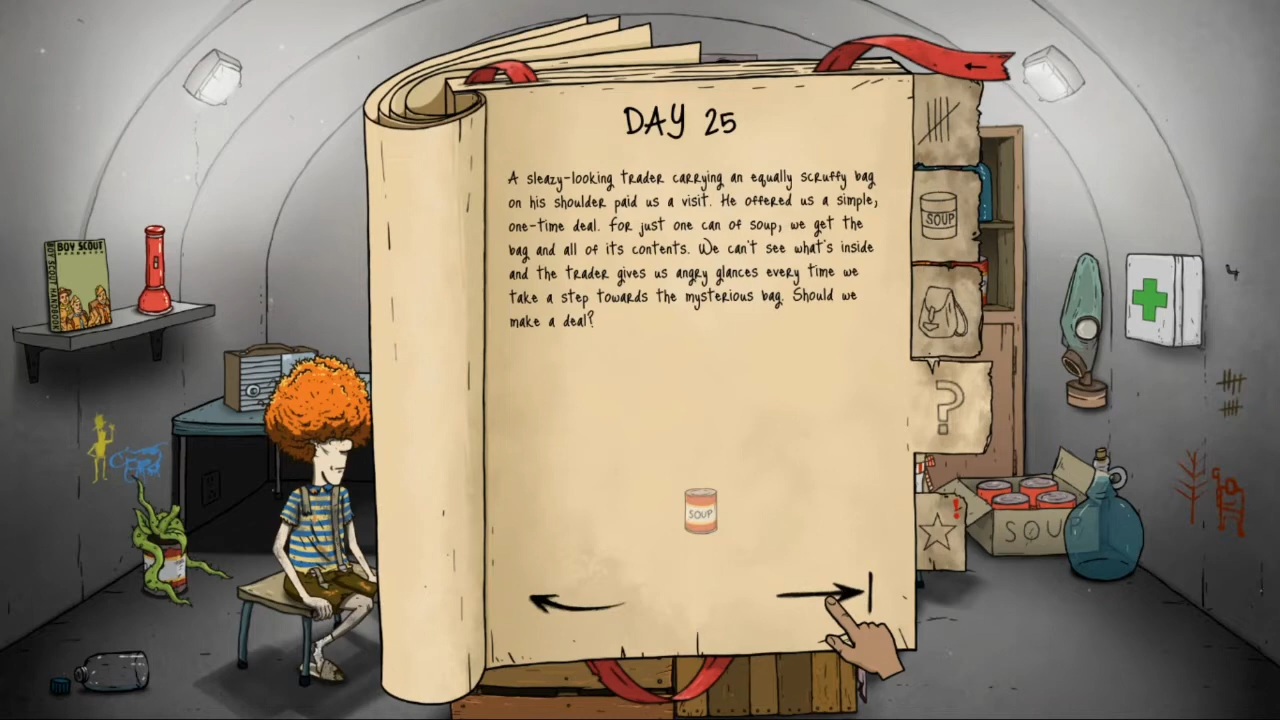 DAY 25
A sleazy-looking trader carrying an equally scruffy bag
on his shoulder paid us a visit. He offered us a simple,
one-time deal. For just one can of soup, we get the
bag and all of its contents. We can't see what's inside
and the trader gives us angry glances every time we
take a step towards the mysterious bag. Should we
make a deal?
SOUP
SOUP
?
!
BOY SCOUT
BOY SCOUT HANDBOOK
SOUP